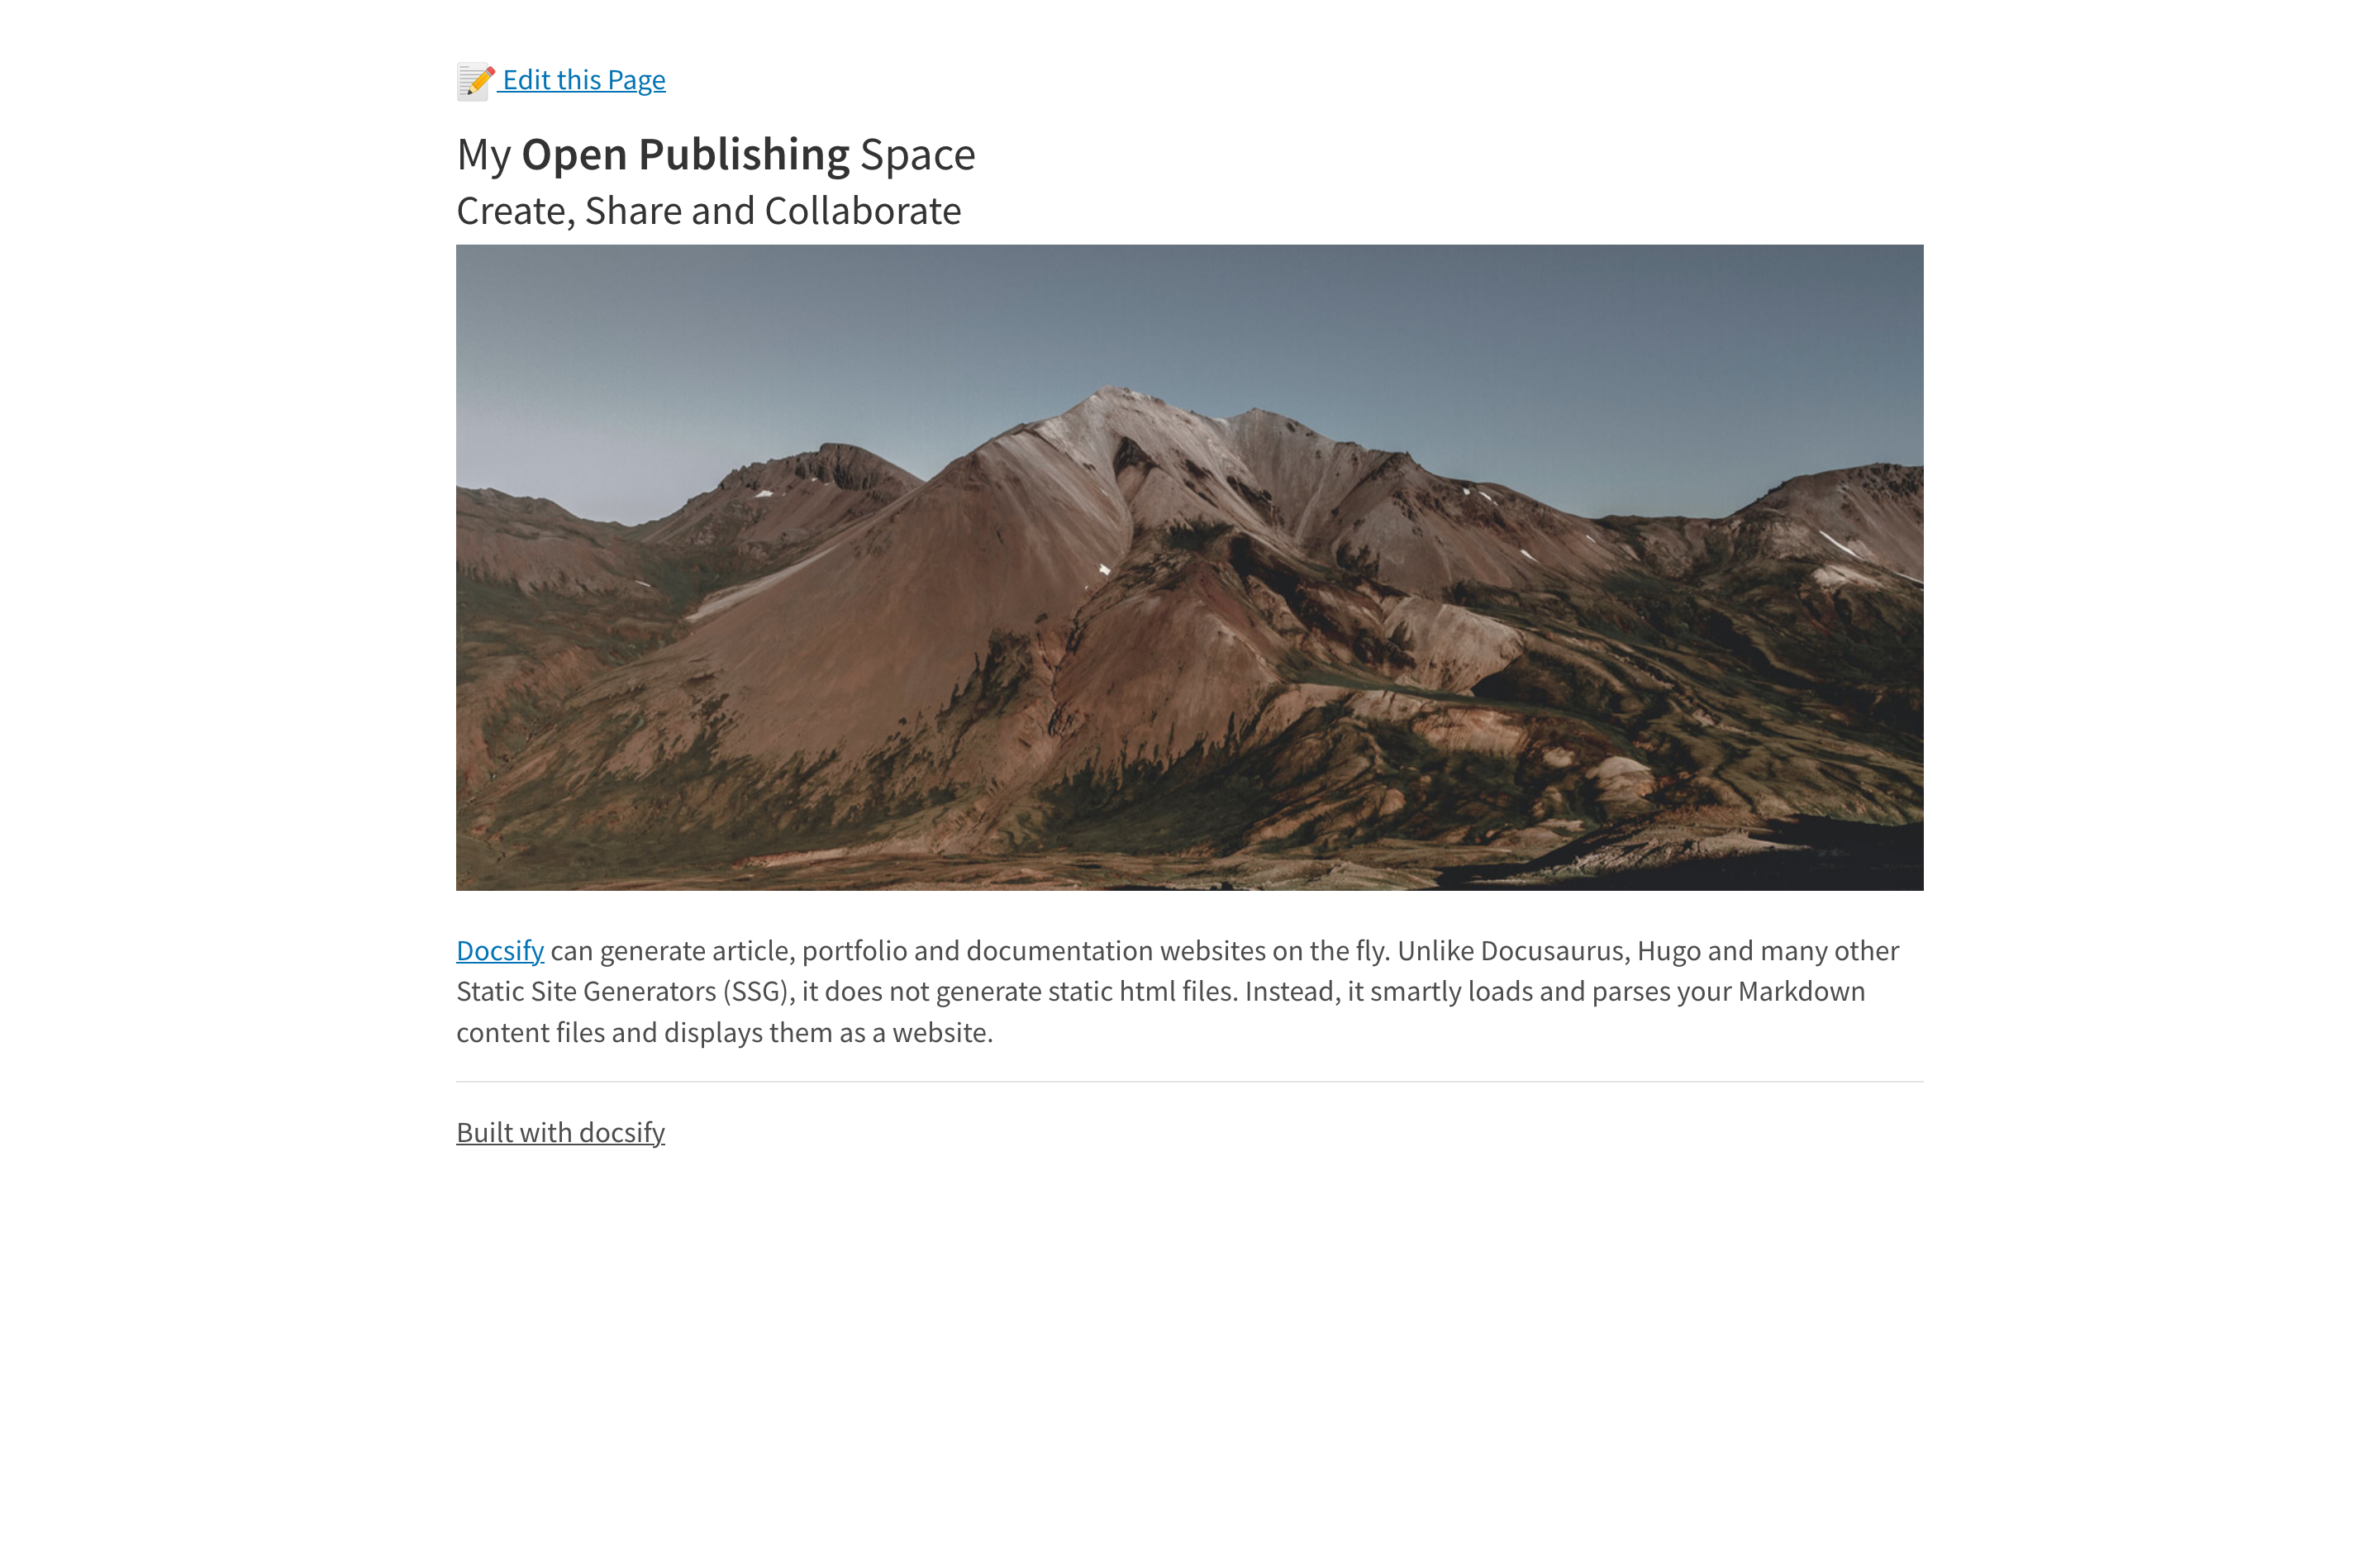 Edit this Page
My Open Publishing Space
Create, Share and Collaborate
Docsify can generate article, portfolio and documentation websites on the fly. Unlike Docusaurus, Hugo and many other
Static Site Generators (SSG), it does not generate static html files. Instead, it smartly loads and parses your Markdown
content files and displays them as a website.
Built with docsify